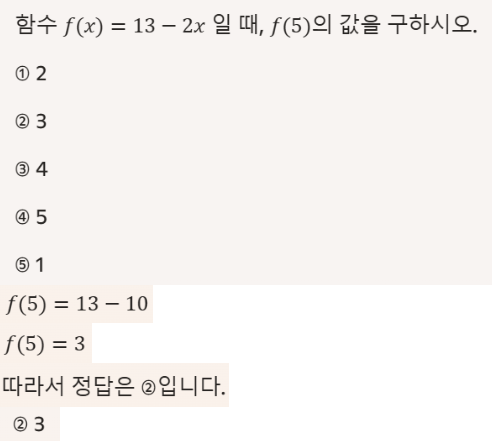 함수 f(x) = 13 − 2x 일 때, f(5)의 값을 구하시오.
① 2
② 3
③ 4
④ 5
⑤ 1
f(5) = 13 − 10
f(5) = 3
따라서 정답은 ②입니다.
② 3